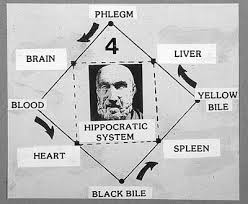 PHLEGM
4
BRAIN
LIVER
BLOOD
YELLOW
BILE
HIPPOCRATIC
SYSTEM
HEART
SPLEEN
BLACK BILE